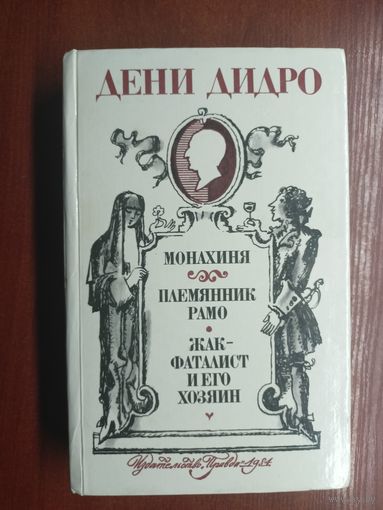 ДЕНИ ДИДРО
МОНАХИНЯ
ПЛЕМЯННИК
РАМО
ЖАК-
ФАТАЛИСТ
И ЕГО
ХОЗЯИН
Издательство „Правда“ 1984